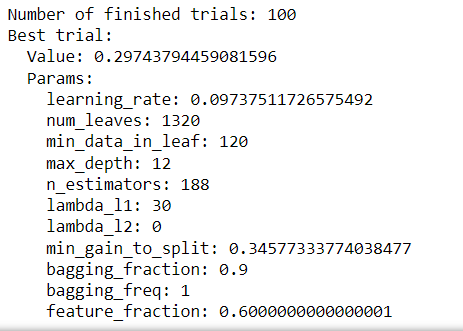 Number of finished trials: 100
Best trial:
  Value: 0.29743794459081596
  Params:
    learning_rate: 0.09737511726575492
    num_leaves: 1320
    min_data_in_leaf: 120
    max_depth: 12
    n_estimators: 188
    lambda_l1: 30
    lambda_l2: 0
    min_gain_to_split: 0.34577333774038477
    bagging_fraction: 0.9
    bagging_freq: 1
    feature_fraction: 0.6000000000000001